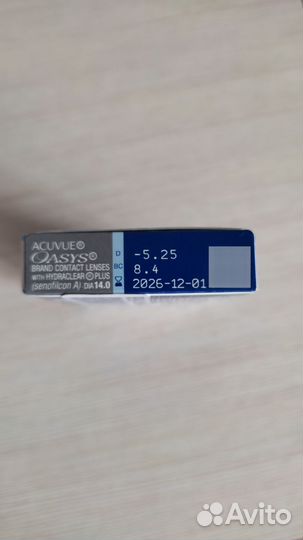 ACUVUE®
OASYS®
BRAND CONTACT LENSES
WITH HYDRACLEAR® PLUS
(senofilcon A) DIA 14.0
D -5.25
BC 8.4
2026-12-01
Avito